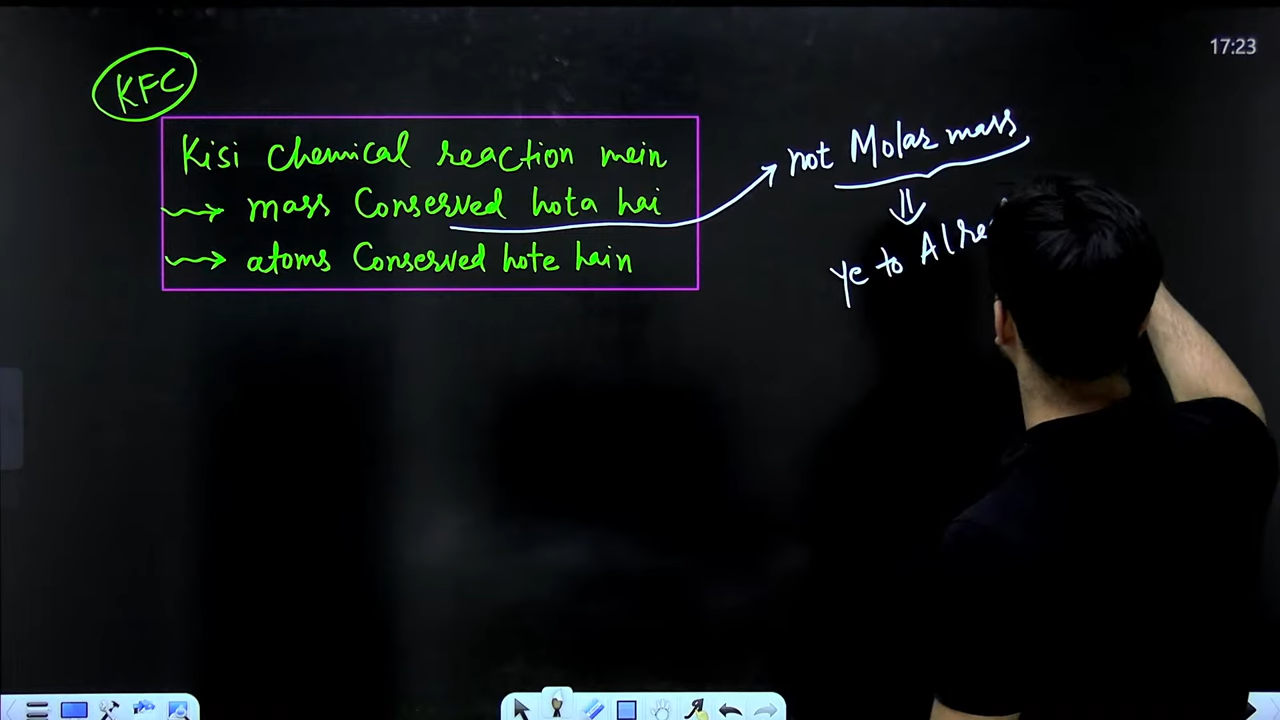 17:23
KFC
Kisi chemical reaction mein
mass Conserved hota hai
atoms Conserved hote hain
not Molar mass
ye to